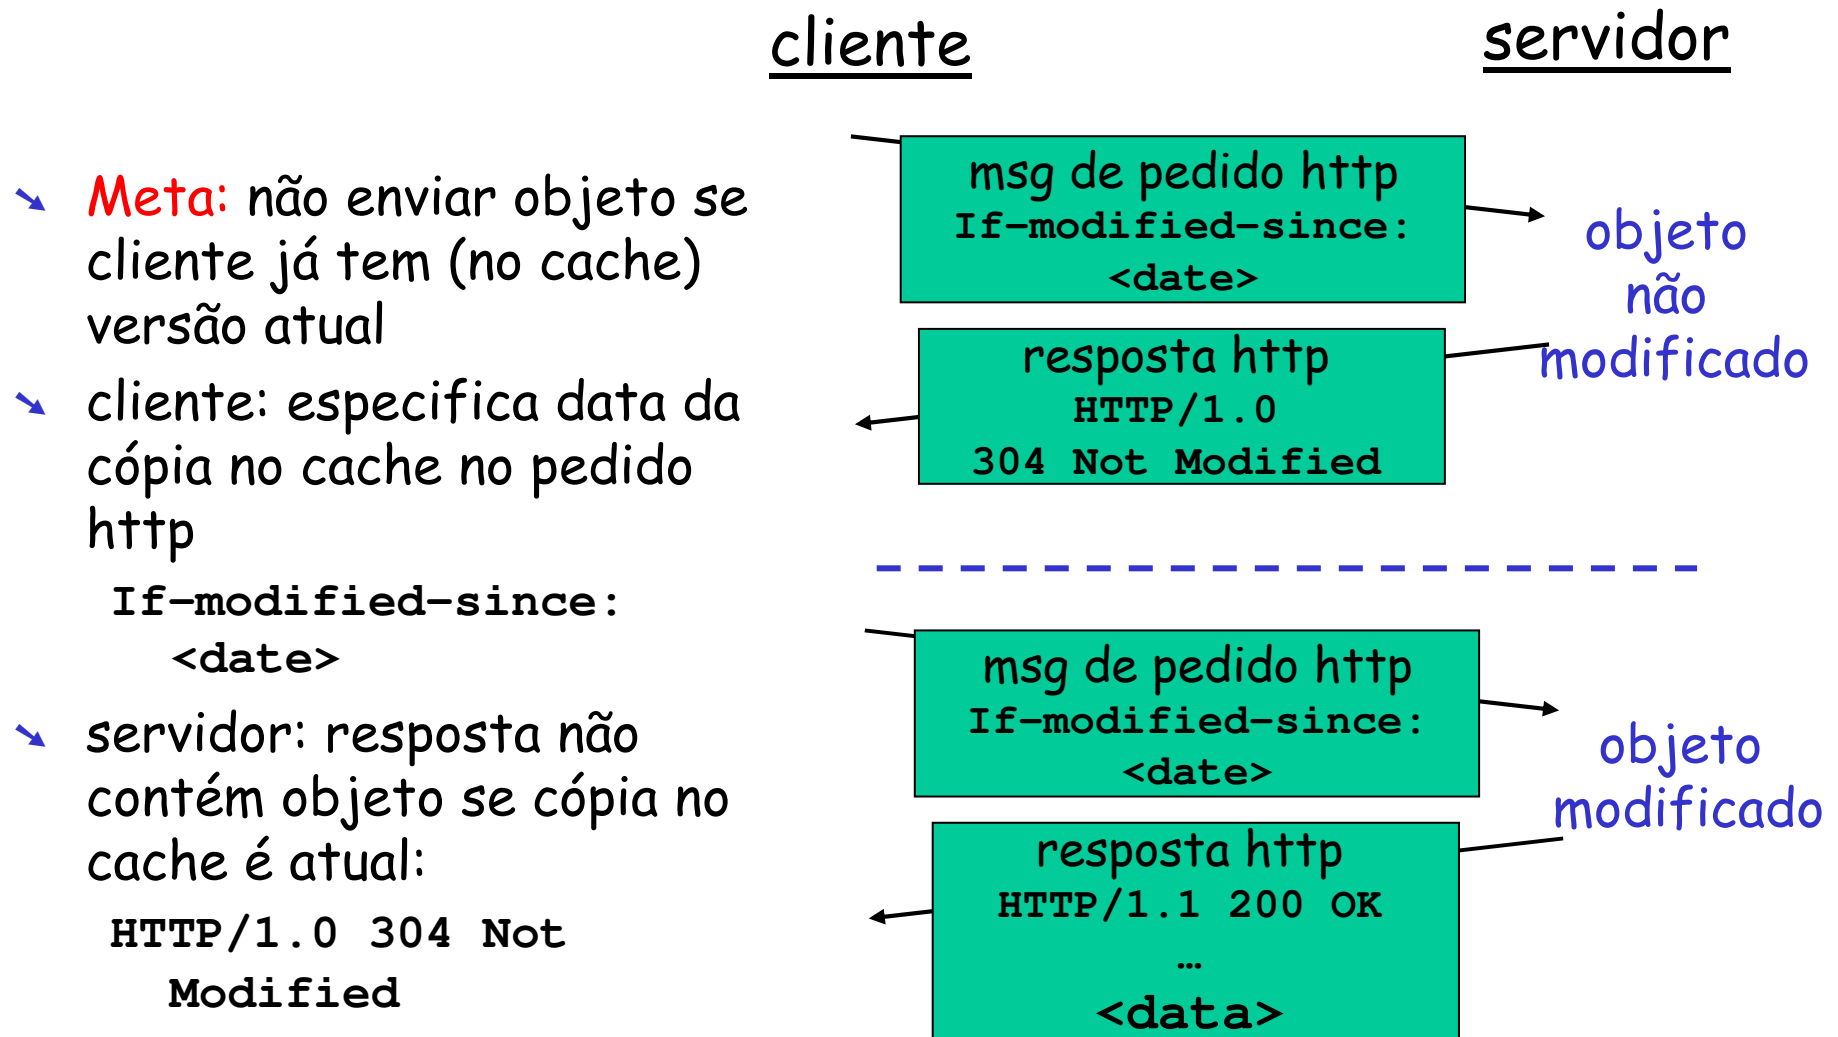 cliente
servidor
Meta: não enviar objeto se
cliente já tem (no cache)
versão atual
cliente: especifica data da
cópia no cache no pedido
http
If-modified-since:
<date>
servidor: resposta não
contém objeto se cópia no
cache é atual:
HTTP/1.0 304 Not
Modified
msg de pedido http
If-modified-since:
<date>
resposta http
HTTP/1.0
304 Not Modified
objeto
não
modificado
msg de pedido http
If-modified-since:
<date>
resposta http
HTTP/1.1 200 OK
…
<data>
objeto
modificado